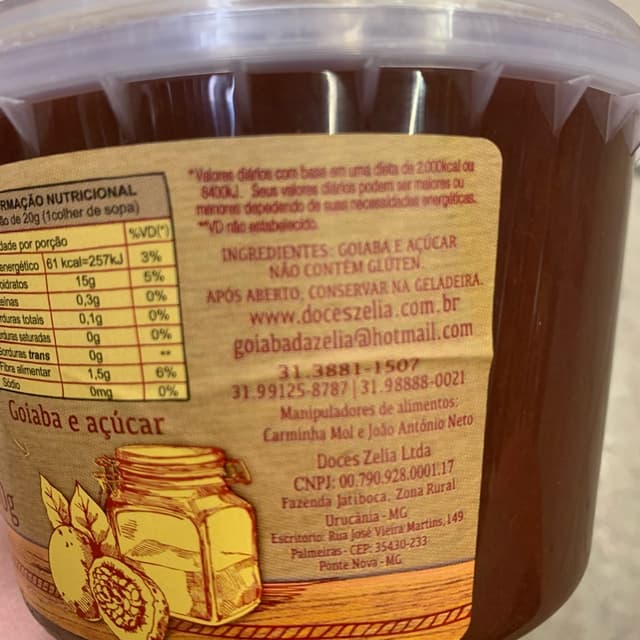 RMAÇÃO NUTRICIONAL
ão de 20g (1colher de sopa)
dade por porção %VD(*)
energético 61 kcal=257kJ 3%
oidratos 15g 5%
eínas 0,3g 0%
orduras totais 0,1g 0%
orduras saturadas 0g 0%
orduras trans 0g **
Fibra alimentar 1,5g 6%
Sódio 0mg 0%
Goiaba e açúcar
0g
*Valores diários com base em uma dieta de 2.000kcal ou
8400kJ. Seus valores diários podem ser maiores ou
menores depedendo de suas necessidades energéticas.
**VD não estabelecido.
INGREDIENTES: GOIABA E AÇÚCAR
NÃO CONTÉM GLÚTEN
APÓS ABERTO, CONSERVAR NA GELADEIRA.
www.doceszelia.com.br
goiabadazelia@hotmail.com
31.3881-1507
31.99125-8787 | 31.98888-0021
Manipuladores de alimentos:
Carminha Mol e João Antônio Neto
Doces Zelia Ltda
CNPJ: 00.790.928.0001.17
Fazenda Jatiboca, Zona Rural
Urucânia - MG
Escritorio: Rua José Vieira Martins, 149
Palmeiras - CEP: 35430-233
Ponte Nova - MG